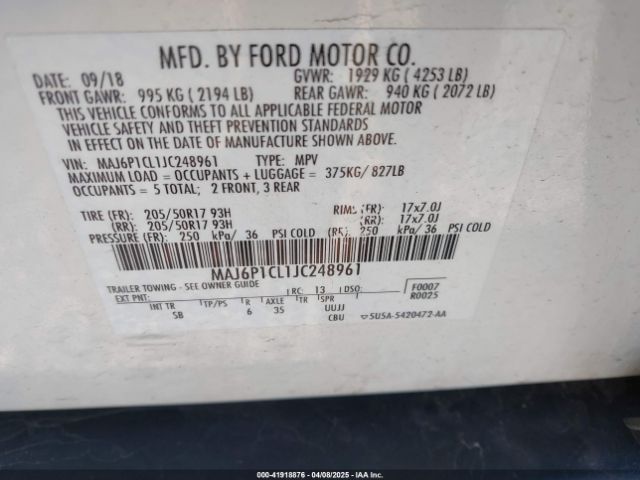 MFD. BY FORD MOTOR CO.
DATE: 09/18 GVWR: 1929 KG ( 4253 LB)
FRONT GAWR: 995 KG ( 2194 LB) REAR GAWR: 940 KG ( 2072 LB)
THIS VEHICLE CONFORMS TO ALL APPLICABLE FEDERAL MOTOR
VEHICLE SAFETY AND THEFT PREVENTION STANDARDS
IN EFFECT ON THE DATE OF MANUFACTURE SHOWN ABOVE.
VIN: MAJ6P1CL1JC248961 TYPE: MPV
MAXIMUM LOAD = OCCUPANTS + LUGGAGE = 375KG/ 827LB
OCCUPANTS = 5 TOTAL; 2 FRONT, 3 REAR
TIRE (FR): 205/50R17 93H RIMS (FR): 17x7.0J
(RR): 205/50R17 93H (RR): 17x7.0J
PRESSURE (FR): 250 kPa/ 36 PSI COLD (RR): 250 kPa/ 36 PSI COLD
MAJ6P1CL1JC248961
TRAILER TOWING - SEE OWNER GUIDE RC: 13 DSO: F0007
EXT PNT: R0025
INT TR TP/PS R AXLE TR SPR
SB 6 35 UUJJ
CBU 5U5A-5420472-AA
000-41918876 04/08/2025 Copyright IAA, Inc.